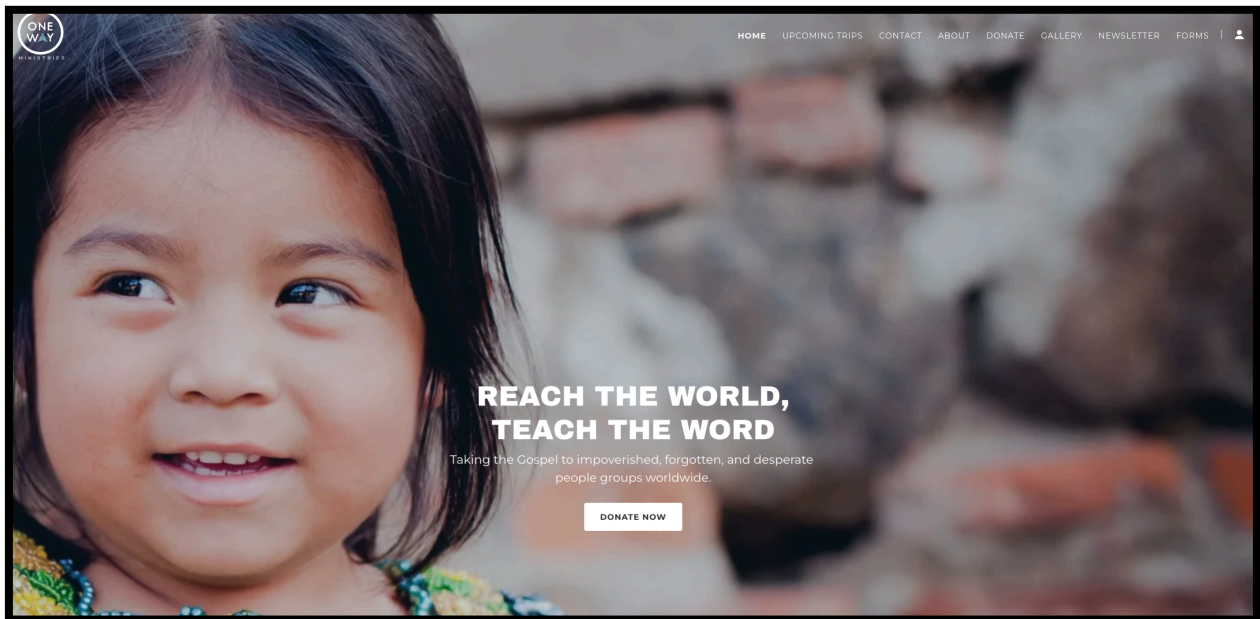 ONE
WAY
MINISTRIES
HOME UPCOMING TRIPS CONTACT ABOUT DONATE GALLERY NEWSLETTER FORMS
REACH THE WORLD,
TEACH THE WORD
Taking the Gospel to impoverished, forgotten, and desperate
people groups worldwide.
DONATE NOW